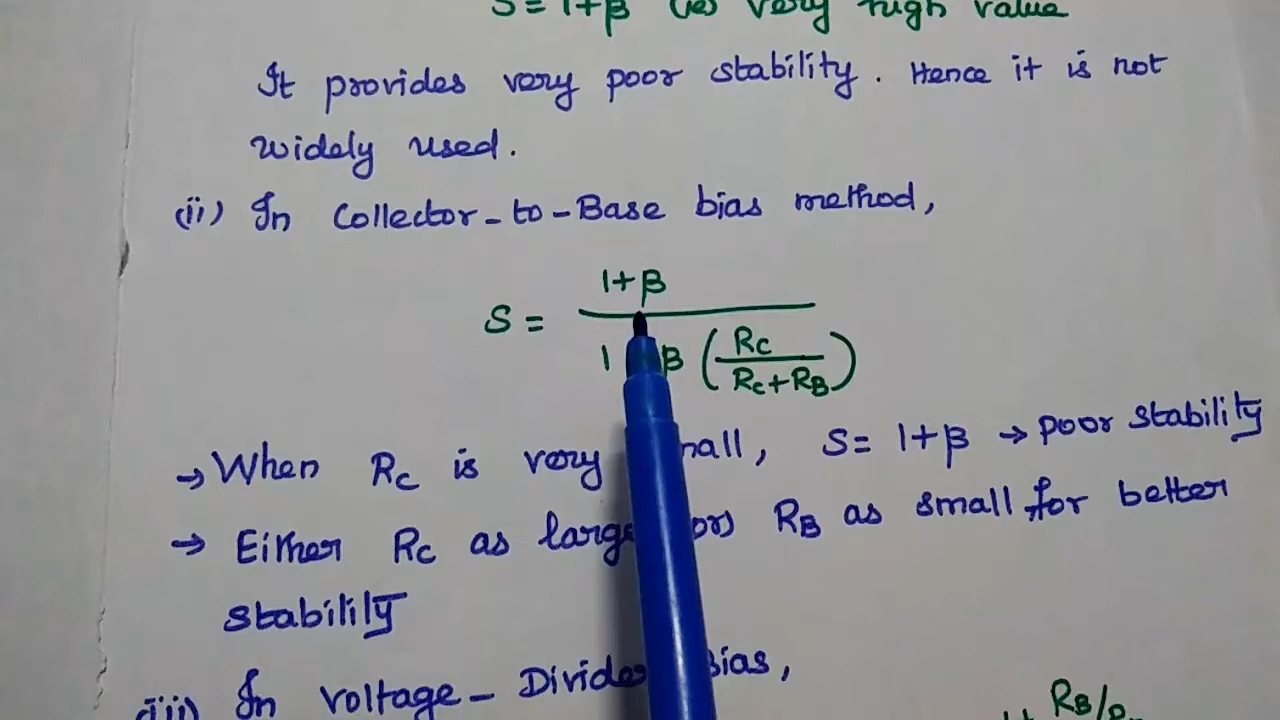 S = 1+β (is) very high value
It provides very poor stability. Hence it is not
widely used.
(ii) In Collector-to-Base bias method,
1+β
S =
1 β (Rc / Rc+RB)
→ When Rc is very, S = 1+β → poor stability
→ Either Rc as large RB as small for better
stability
(iii) In voltage-Divider Bias,
RB/